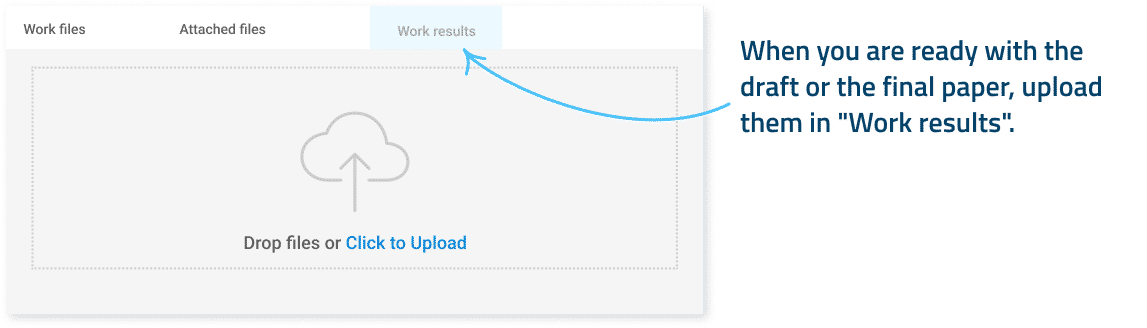 Work files
Attached files
Work results
Drop files or Click to Upload
When you are ready with the
draft or the final paper, upload
them in "Work results".